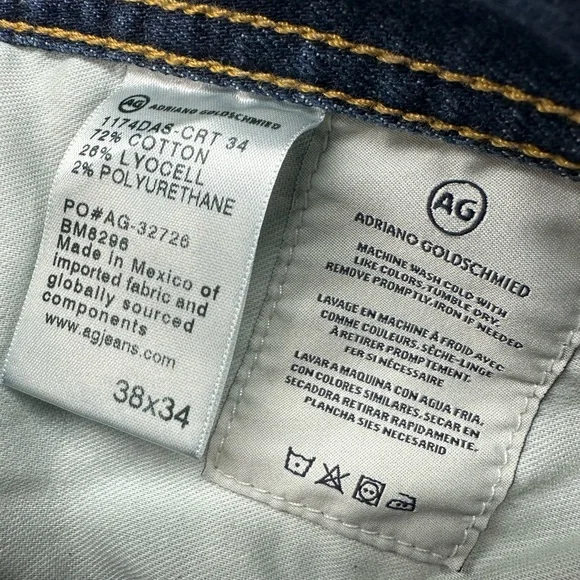 AG ADRIANO GOLDSCHMIED
1174DAS-CRT 34
72% COTTON
26% LYOCELL
2% POLYURETHANE
PO#AG-32726
BM8296
Made in Mexico of
imported fabric and
globally sourced
components
www.agjeans.com
38x34
AG
ADRIANO GOLDSCHMIED
MACHINE WASH COLD WITH
LIKE COLORS. TUMBLE DRY.
REMOVE PROMPTLY. IRON IF NEEDED
LAVAGE EN MACHINE À FROID AVEC
COMME COULEURS. SÈCHE-LINGE
À RETIRER PROMPTEMENT.
FER SI NÉCESSAIRE
LAVAR A MAQUINA CON AGUA FRIA.
CON COLORES SIMILARES. SECAR EN
SECADORA RETIRAR RAPIDAMENTE.
PLANCHA SIES NECESARID